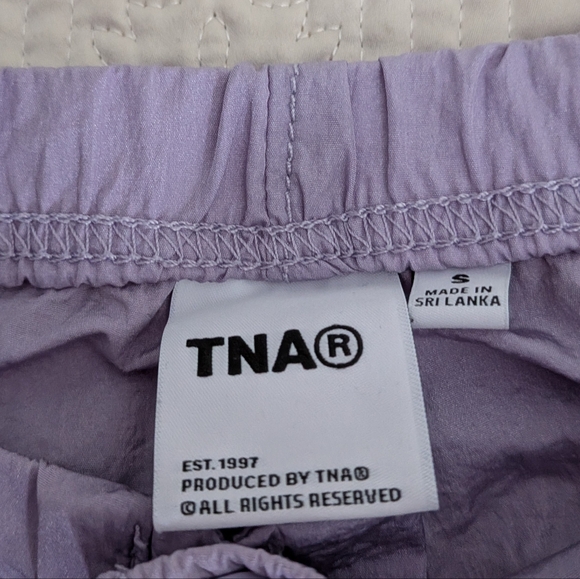 S
MADE IN
SRI LANKA
TNA®
EST. 1997
PRODUCED BY TNA®
©ALL RIGHTS RESERVED